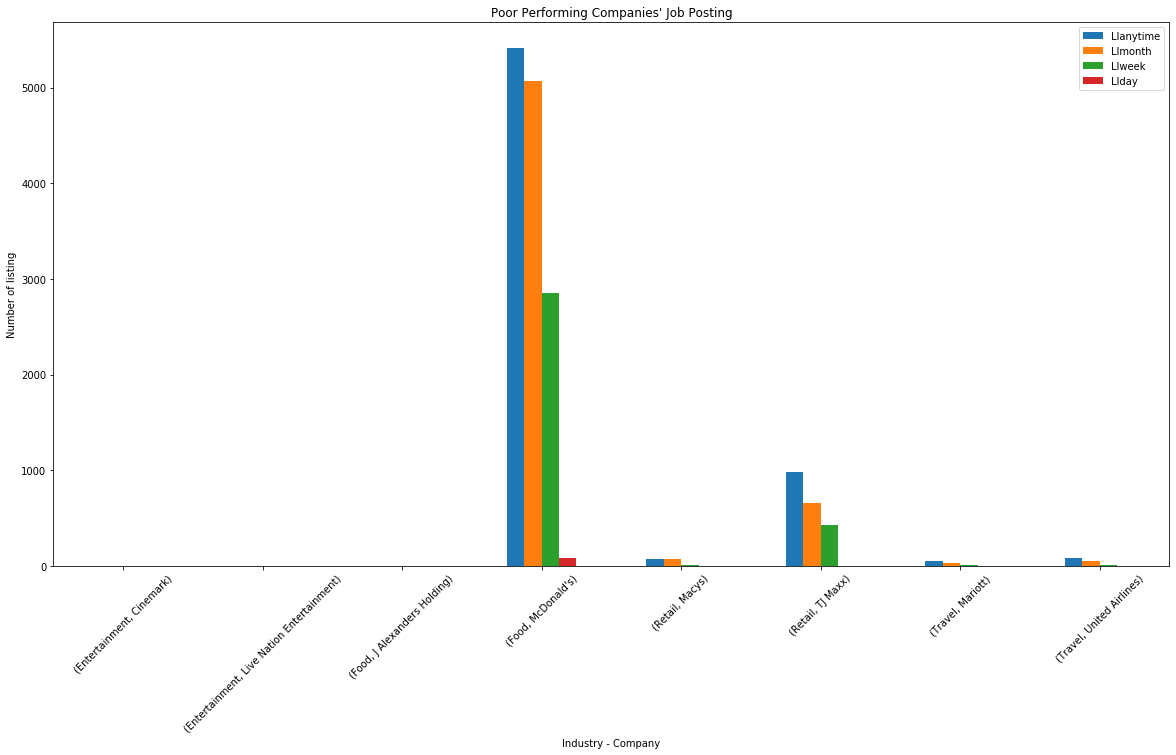 Poor Performing Companies' Job Posting
LIanytime
LImonth
LIweek
LIday
Number of listing
5000
4000
3000
2000
1000
0
(Entertainment, Cinemark)
(Entertainment, Live Nation Entertainment)
(Food, J Alexanders Holding)
(Food, McDonald's)
(Retail, Macys)
(Retail, TJ Maxx)
(Travel, Mariott)
(Travel, United Airlines)
Industry - Company